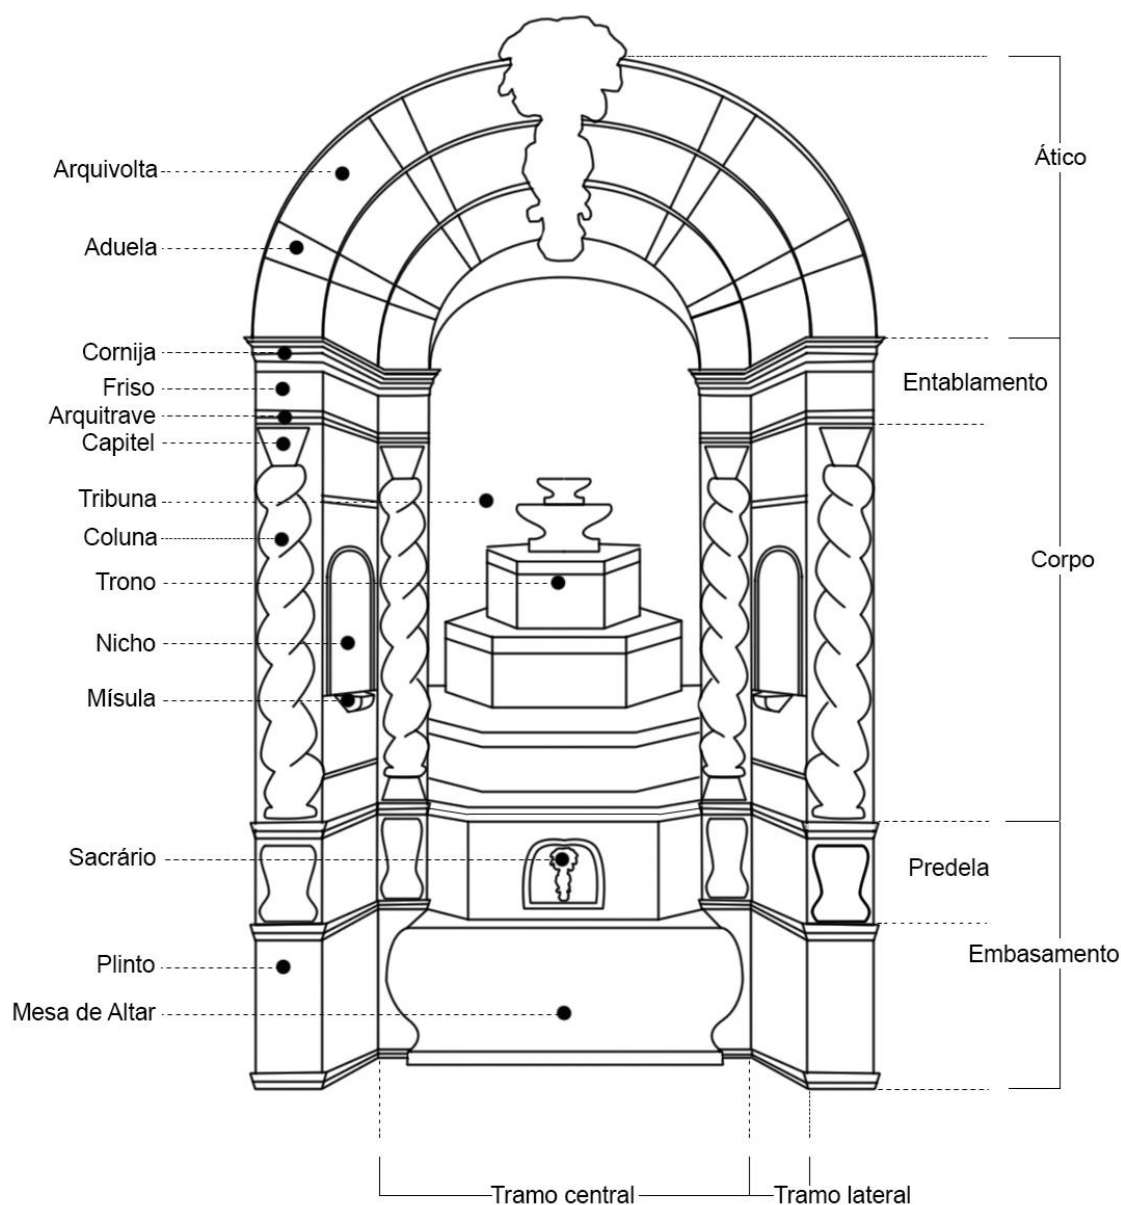 Ático
Arquivolta
Aduela
Cornija
Friso
Arquitrave
Capitel
Entablamento
Tribuna
Coluna
Trono
Corpo
Nicho
Mísula
Sacrário
Predela
Plinto
Embasamento
Mesa de Altar
Tramo central
Tramo lateral